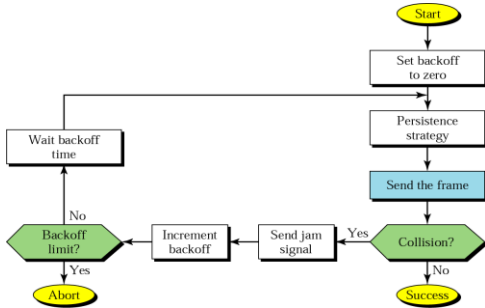 Start
Set backoff
to zero
Persistence
strategy
Wait backoff
time
Send the frame
No
Backoff
limit?
Increment
backoff
Send jam
signal
Yes
Collision?
Yes
No
Abort
Success